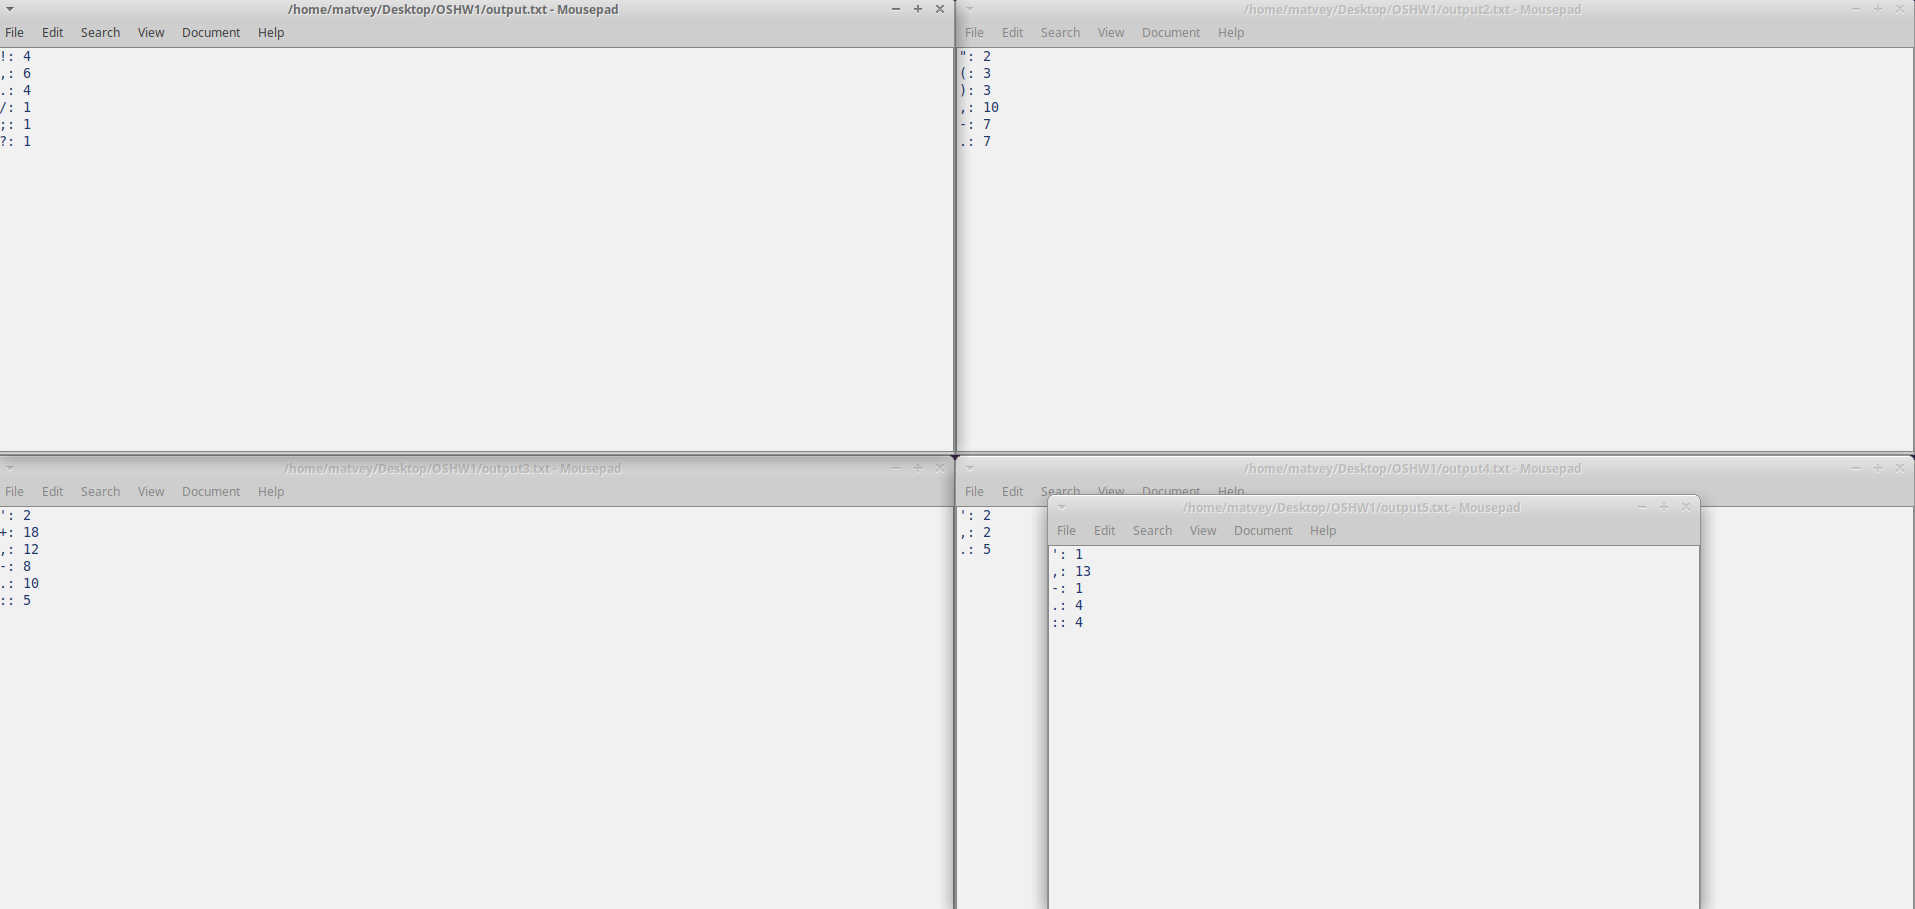 /home/matvey/Desktop/OSHW1/output.txt - Mousepad
File Edit Search View Document Help
!: 4
,: 6
.: 4
/: 1
;: 1
?: 1
/home/matvey/Desktop/OSHW1/output2.txt - Mousepad
File Edit Search View Document Help
": 2
(: 3
): 3
,: 10
-: 7
.: 7
/home/matvey/Desktop/OSHW1/output3.txt - Mousepad
File Edit Search View Document Help
': 2
+: 18
,: 12
-: 8
.: 10
:: 5
/home/matvey/Desktop/OSHW1/output4.txt - Mousepad
File Edit Search View Document Help
': 2
,: 2
.: 5
/home/matvey/Desktop/OSHW1/output5.txt - Mousepad
File Edit Search View Document Help
': 1
,: 13
-: 1
.: 4
:: 4